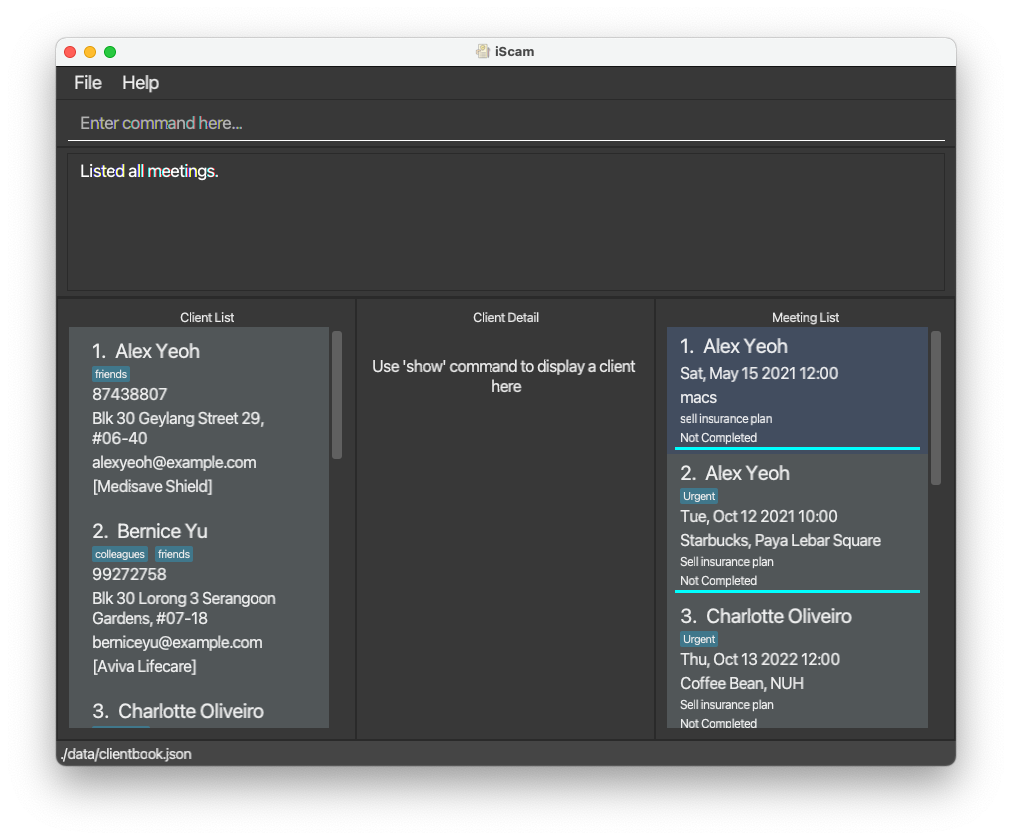 iScam
File Help
Enter command here...
Listed all meetings.
Client List
1. Alex Yeoh
friends
87438807
Blk 30 Geylang Street 29,
#06-40
alexyeoh@example.com
[Medisave Shield]
2. Bernice Yu
colleagues friends
99272758
Blk 30 Lorong 3 Serangoon
Gardens, #07-18
berniceyu@example.com
[Aviva Lifecare]
3. Charlotte Oliveiro
Client Detail
Use 'show' command to display a client
here
Meeting List
1. Alex Yeoh
Sat, May 15 2021 12:00
macs
sell insurance plan
Not Completed
2. Alex Yeoh
Urgent
Tue, Oct 12 2021 10:00
Starbucks, Paya Lebar Square
Sell insurance plan
Not Completed
3. Charlotte Oliveiro
Urgent
Thu, Oct 13 2022 12:00
Coffee Bean, NUH
Sell insurance plan
Not Completed
./data/clientbook.json